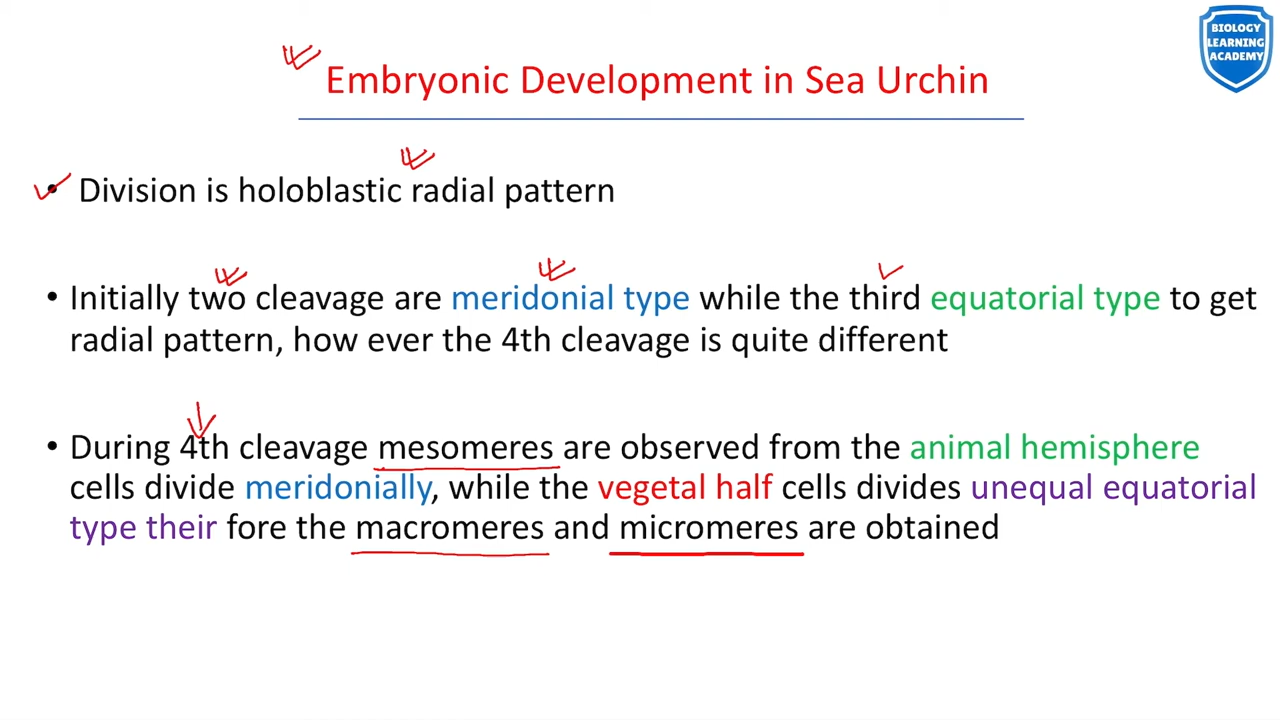 BIOLOGY
LEARNING
ACADEMY
Embryonic Development in Sea Urchin
• Division is holoblastic radial pattern
• Initially two cleavage are meridonial type while the third equatorial type to get
radial pattern, how ever the 4th cleavage is quite different
• During 4th cleavage mesomeres are observed from the animal hemisphere
cells divide meridonially, while the vegetal half cells divides unequal equatorial
type their fore the macromeres and micromeres are obtained